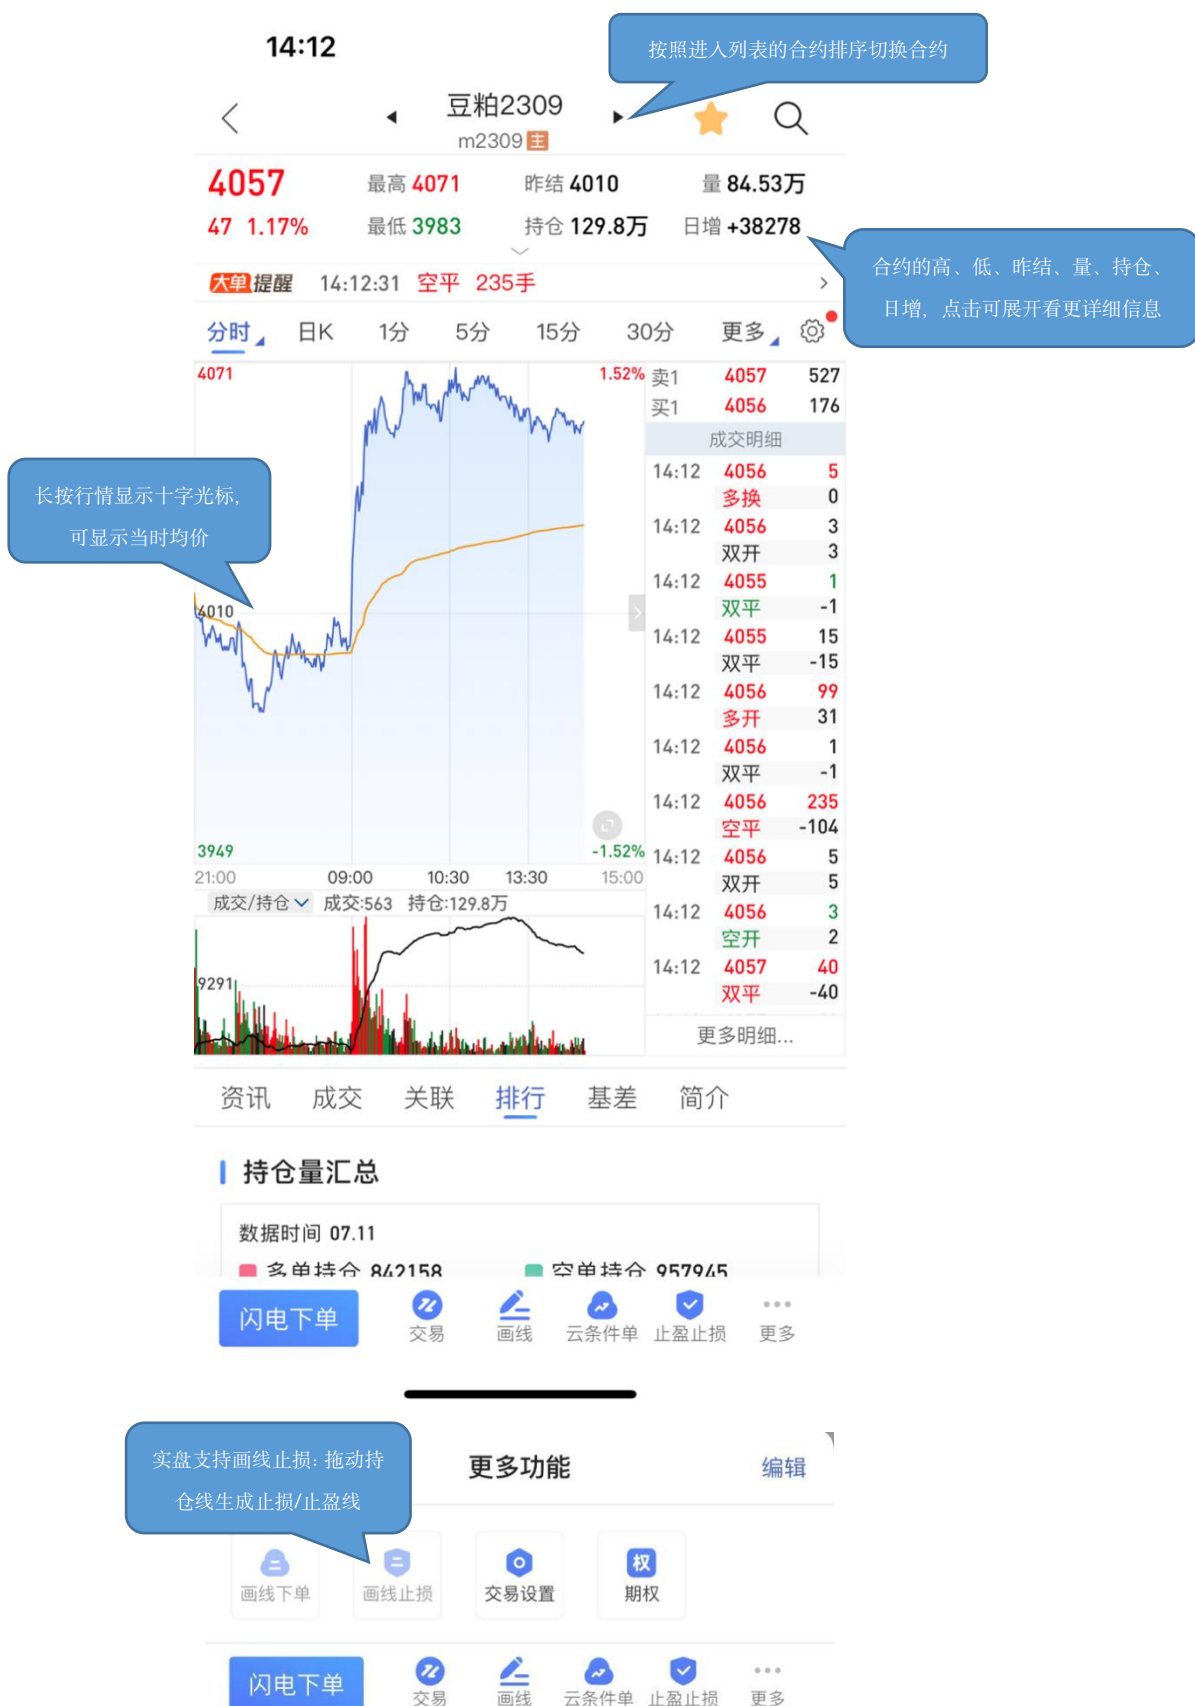 14:12
按照进入列表的合约排序切换合约
豆粕2309
m2309 主
4057 最高 4071 昨结 4010 量 84.53万
47 1.17% 最低 3983 持仓 129.8万 日增 +38278
合约的高、低、昨结、量、持仓、
日增，点击可展开看更详细信息
大单提醒 14:12:31 空平 235手
分时 日K 1分 5分 15分 30分 更多
4071 1.52%
卖1 4057 527
买1 4056 176
成交明细
14:12 4056 5
多换 0
14:12 4056 3
双开 3
14:12 4055 1
双平 -1
14:12 4055 15
双平 -15
14:12 4056 99
多开 31
14:12 4056 1
双平 -1
14:12 4056 235
空平 -104
14:12 4056 5
双开 5
14:12 4056 3
空开 2
14:12 4057 40
双平 -40
更多明细...
长按行情显示十字光标，
可显示当时均价
4010
3949 -1.52%
21:00 09:00 10:30 13:30 15:00
成交/持仓 成交:563 持仓:129.8万
9291
资讯 成交 关联 排行 基差 简介
持仓量汇总
数据时间 07.11
多单持仓 842158 空单持仓 957945
闪电下单 交易 画线 云条件单 止盈止损 更多
实盘支持画线止损：拖动持
仓线生成止损/止盈线
更多功能 编辑
画线下单 画线止损 交易设置 权 期权
闪电下单 交易 画线 云条件单 止盈止损 更多